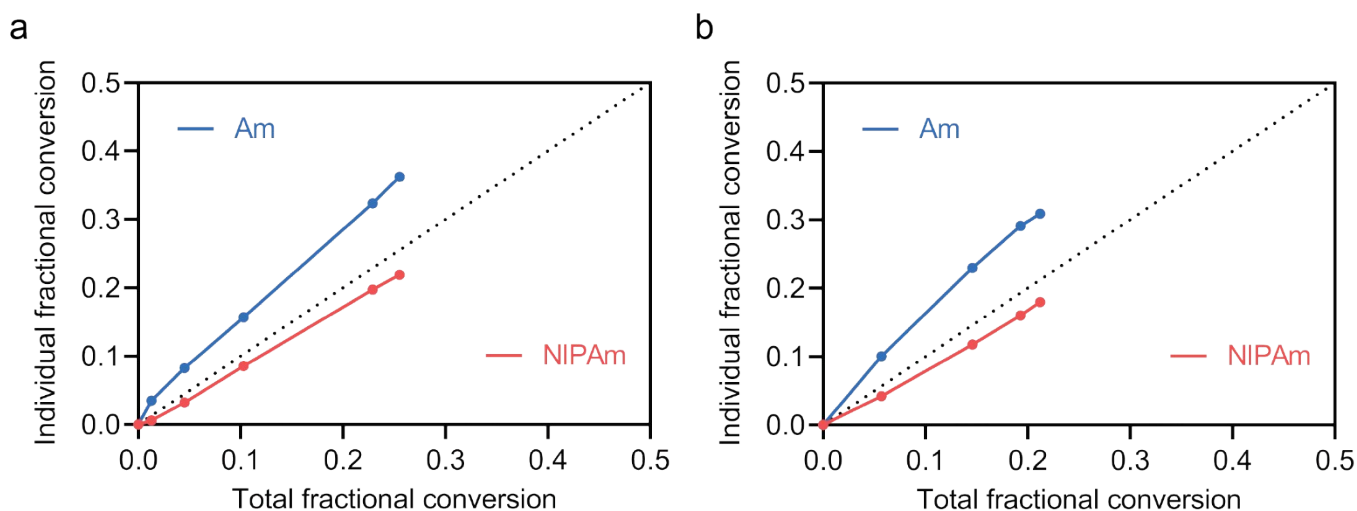 a
Individual fractional conversion
0.5
0.4
0.3
0.2
0.1
0.0
Am
NIPAm
0.0 0.1 0.2 0.3 0.4 0.5
Total fractional conversion
b
Individual fractional conversion
0.5
0.4
0.3
0.2
0.1
0.0
Am
NIPAm
0.0 0.1 0.2 0.3 0.4 0.5
Total fractional conversion